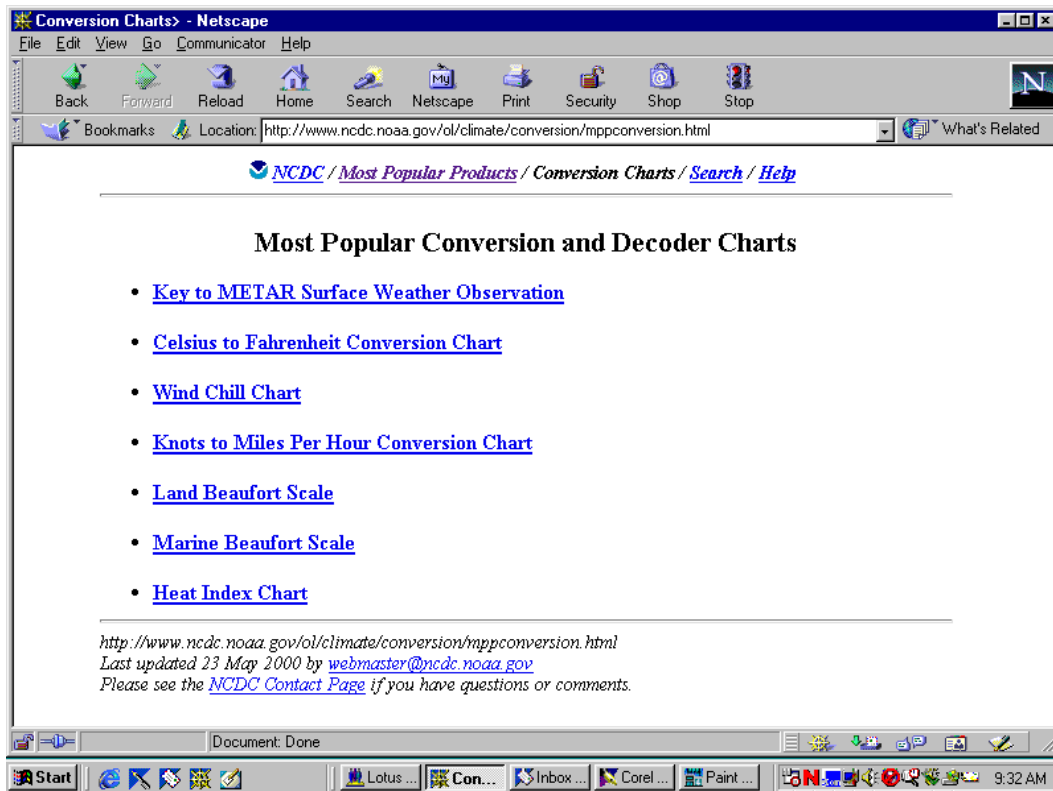 Conversion Charts> - Netscape
File Edit View Go Communicator Help
Back Forward Reload Home Search Netscape Print Security Shop Stop
My
N
Bookmarks Location: http://www.ncdc.noaa.gov/ol/climate/conversion/mppconversion.html What's Related
NCDC / Most Popular Products / Conversion Charts / Search / Help
Most Popular Conversion and Decoder Charts
• Key to METAR Surface Weather Observation
• Celsius to Fahrenheit Conversion Chart
• Wind Chill Chart
• Knots to Miles Per Hour Conversion Chart
• Land Beaufort Scale
• Marine Beaufort Scale
• Heat Index Chart
http://www.ncdc.noaa.gov/ol/climate/conversion/mppconversion.html
Last updated 23 May 2000 by webmaster@ncdc.noaa.gov
Please see the NCDC Contact Page if you have questions or comments.
Document: Done
Start Lotus ... Con... Inbox ... Corel ... Paint ... N 9:32 AM